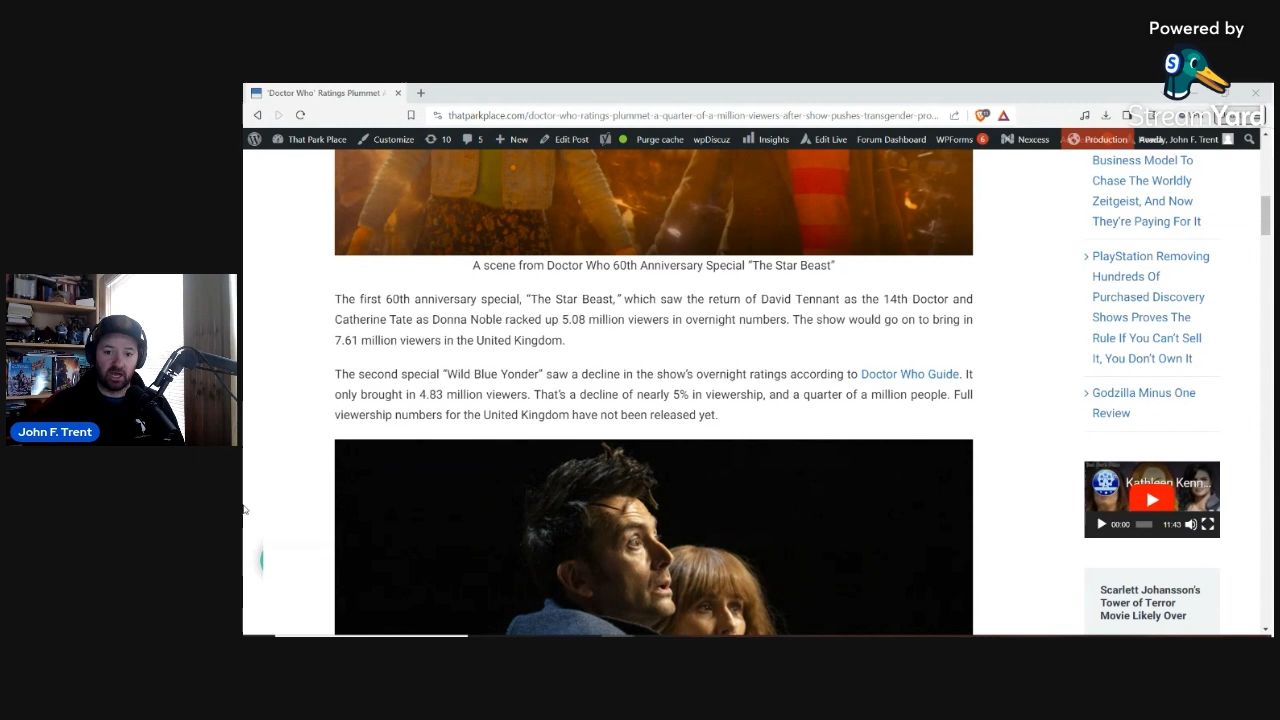 Powered by
S
StreamYard
'Doctor Who' Ratings Plummet
thatparkplace.com/doctor-who-ratings-plummet-a-quarter-of-a-million-viewers-after-show-pushes-transgender-pro...
That Park Place Customize 10 5 New Edit Post Purge cache wpDiscuz Insights Edit Live Forum Dashboard WPForms 6 Nexcess Production , John F. Trent
Business Model To
Chase The Worldly
Zeitgeist, And Now
They're Paying For It
PlayStation Removing
Hundreds Of
Purchased Discovery
Shows Proves The
Rule If You Can't Sell
It, You Don't Own It
Godzilla Minus One
Review
A scene from Doctor Who 60th Anniversary Special “The Star Beast”
The first 60th anniversary special, “The Star Beast,” which saw the return of David Tennant as the 14th Doctor and
Catherine Tate as Donna Noble racked up 5.08 million viewers in overnight numbers. The show would go on to bring in
7.61 million viewers in the United Kingdom.
The second special “Wild Blue Yonder” saw a decline in the show's overnight ratings according to Doctor Who Guide. It
only brought in 4.83 million viewers. That's a decline of nearly 5% in viewership, and a quarter of a million people. Full
viewership numbers for the United Kingdom have not been released yet.
Kathleen Kenn...
00:00 11:43
Scarlett Johansson's
Tower of Terror
Movie Likely Over
John F. Trent